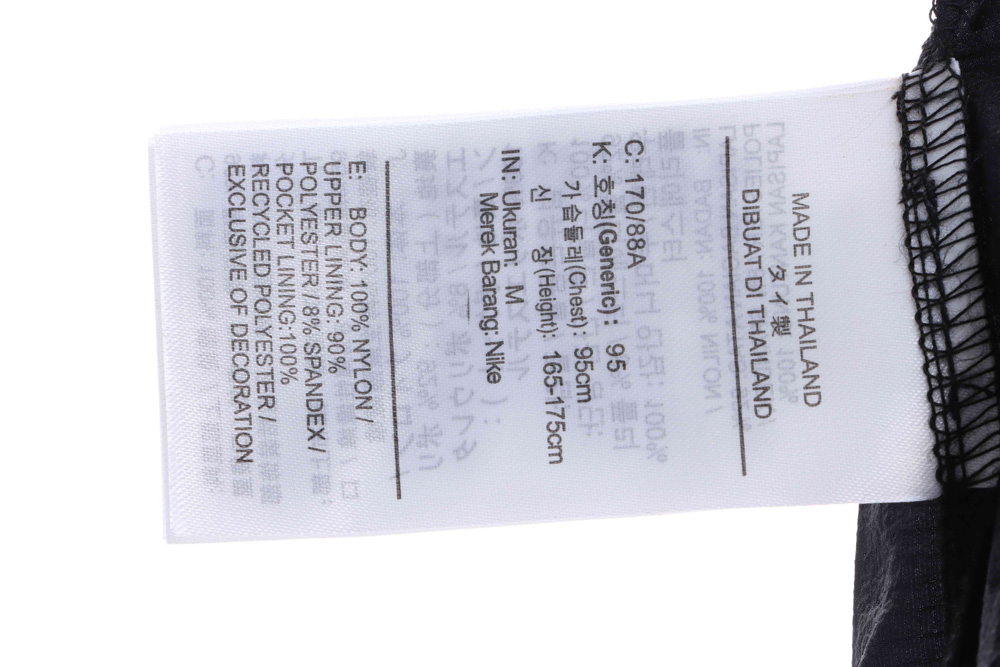 MADE IN THAILAND
タイ製
DIBUAT DI THAILAND
C: 170/88A
K: 호칭(Generic): 95
가슴둘레(Chest): 95cm
신 장(Height): 165-175cm
IN: Ukuran: M
Merek Barang: Nike
E: BODY: 100% NYLON /
UPPER LINING: 90%
POLYESTER / 8% SPANDEX /
POCKET LINING:100%
RECYCLED POLYESTER /
EXCLUSIVE OF DECORATION